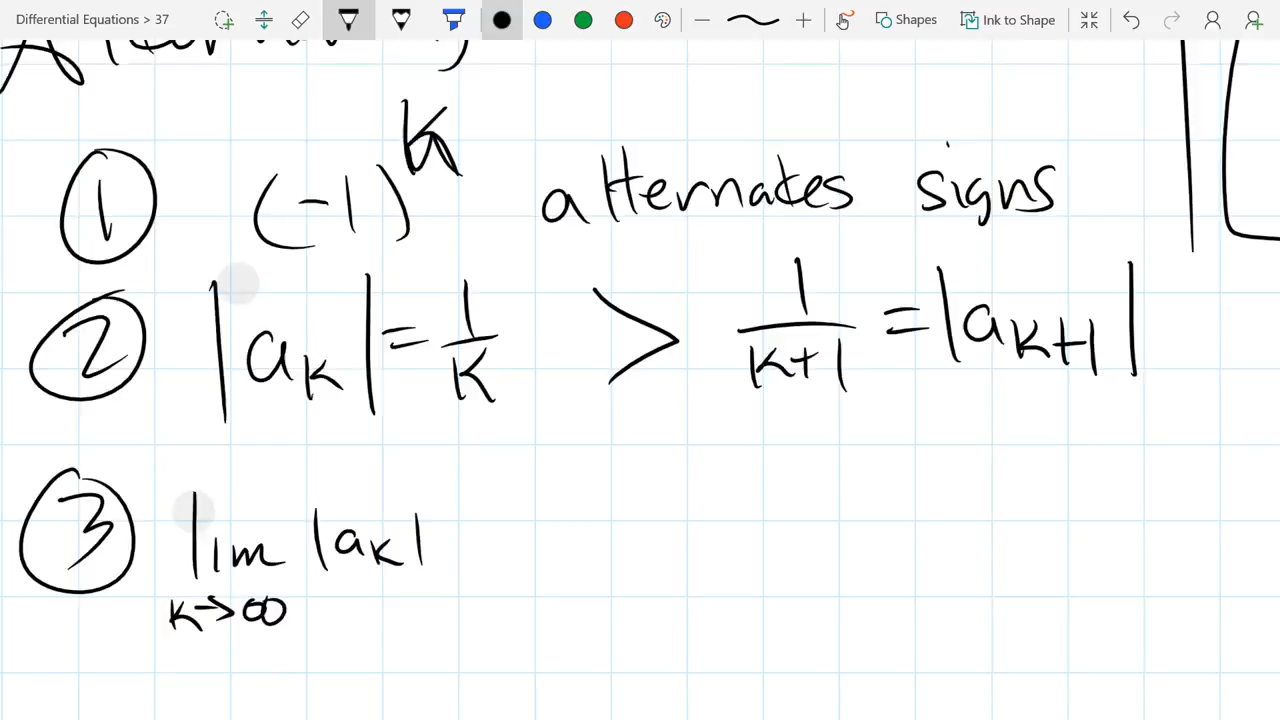 Differential Equations > 37
Shapes
Ink to Shape
① (-1)^k alternates signs
② |a_k| = 1/k > 1/(k+1) = |a_{k+1}|
③ lim |a_k|
k→∞